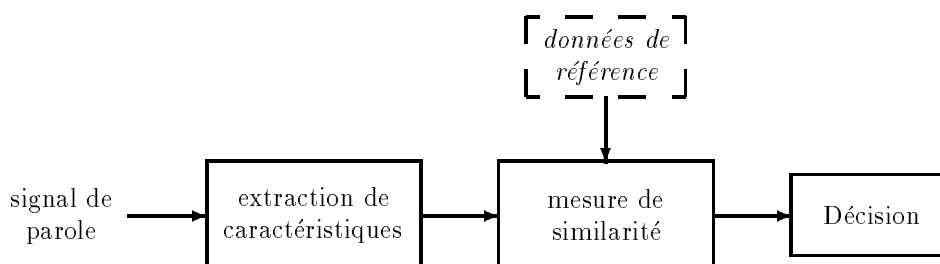 données de
référence
signal de
parole
extraction de
caractéristiques
mesure de
similarité
Décision